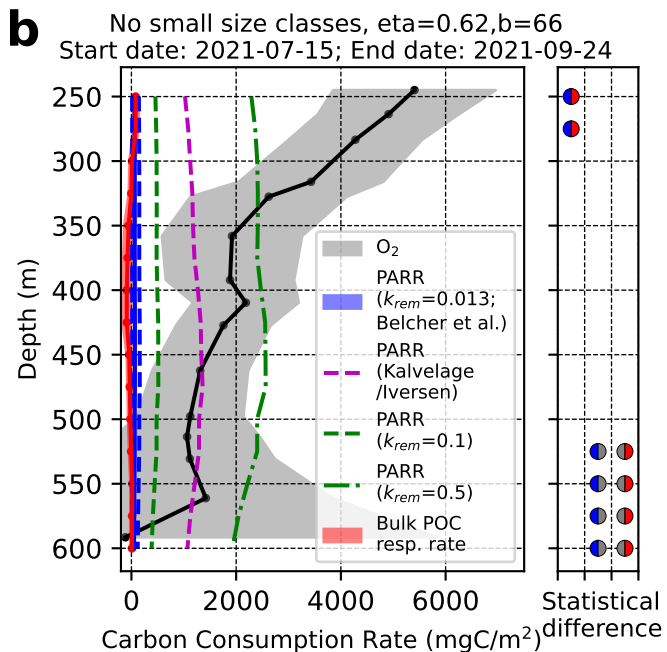 b
No small size classes, eta=0.62,b=66
Start date: 2021-07-15; End date: 2021-09-24
250
300
350
400
450
500
550
600
Depth (m)
O₂
PARR
(k_rem=0.013;
Belcher et al.)
PARR
(Kalvelage
/Iversen)
PARR
(k_rem=0.1)
PARR
(k_rem=0.5)
Bulk POC
resp. rate
0 2000 4000 6000
Carbon Consumption Rate (mgC/m²)
Statistical
difference